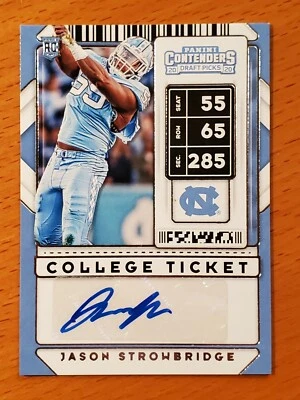 RC
PANINI
CONTENDERS
20 DRAFT PICKS 20
SEAT 55
ROW 65
SEC. 285
NC
COLLEGE TICKET
JASON STROWBRIDGE